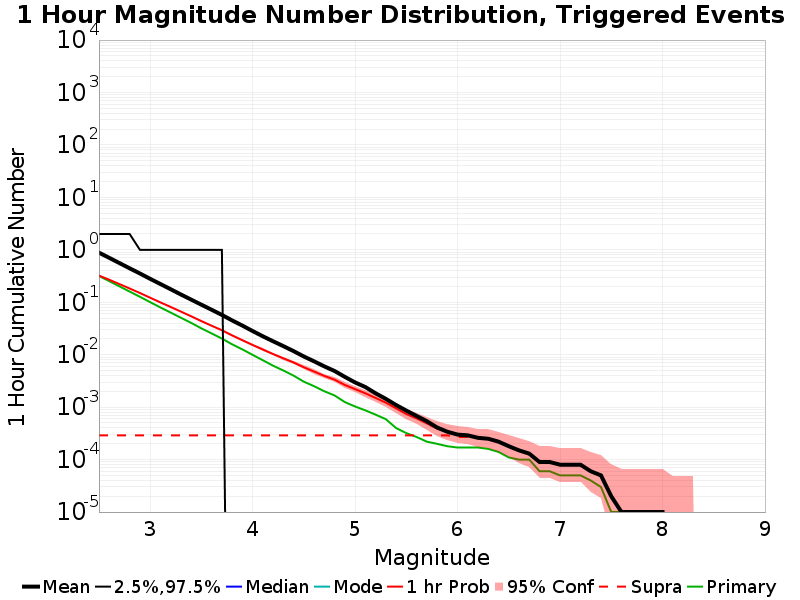 1 Hour Magnitude Number Distribution, Triggered Events
1 Hour Cumulative Number
10^4
10^3
10^2
10^1
10^0
10^-1
10^-2
10^-3
10^-4
10^-5
3 4 5 6 7 8 9
Magnitude
Mean 2.5%,97.5% Median Mode 1 hr Prob 95% Conf Supra Primary